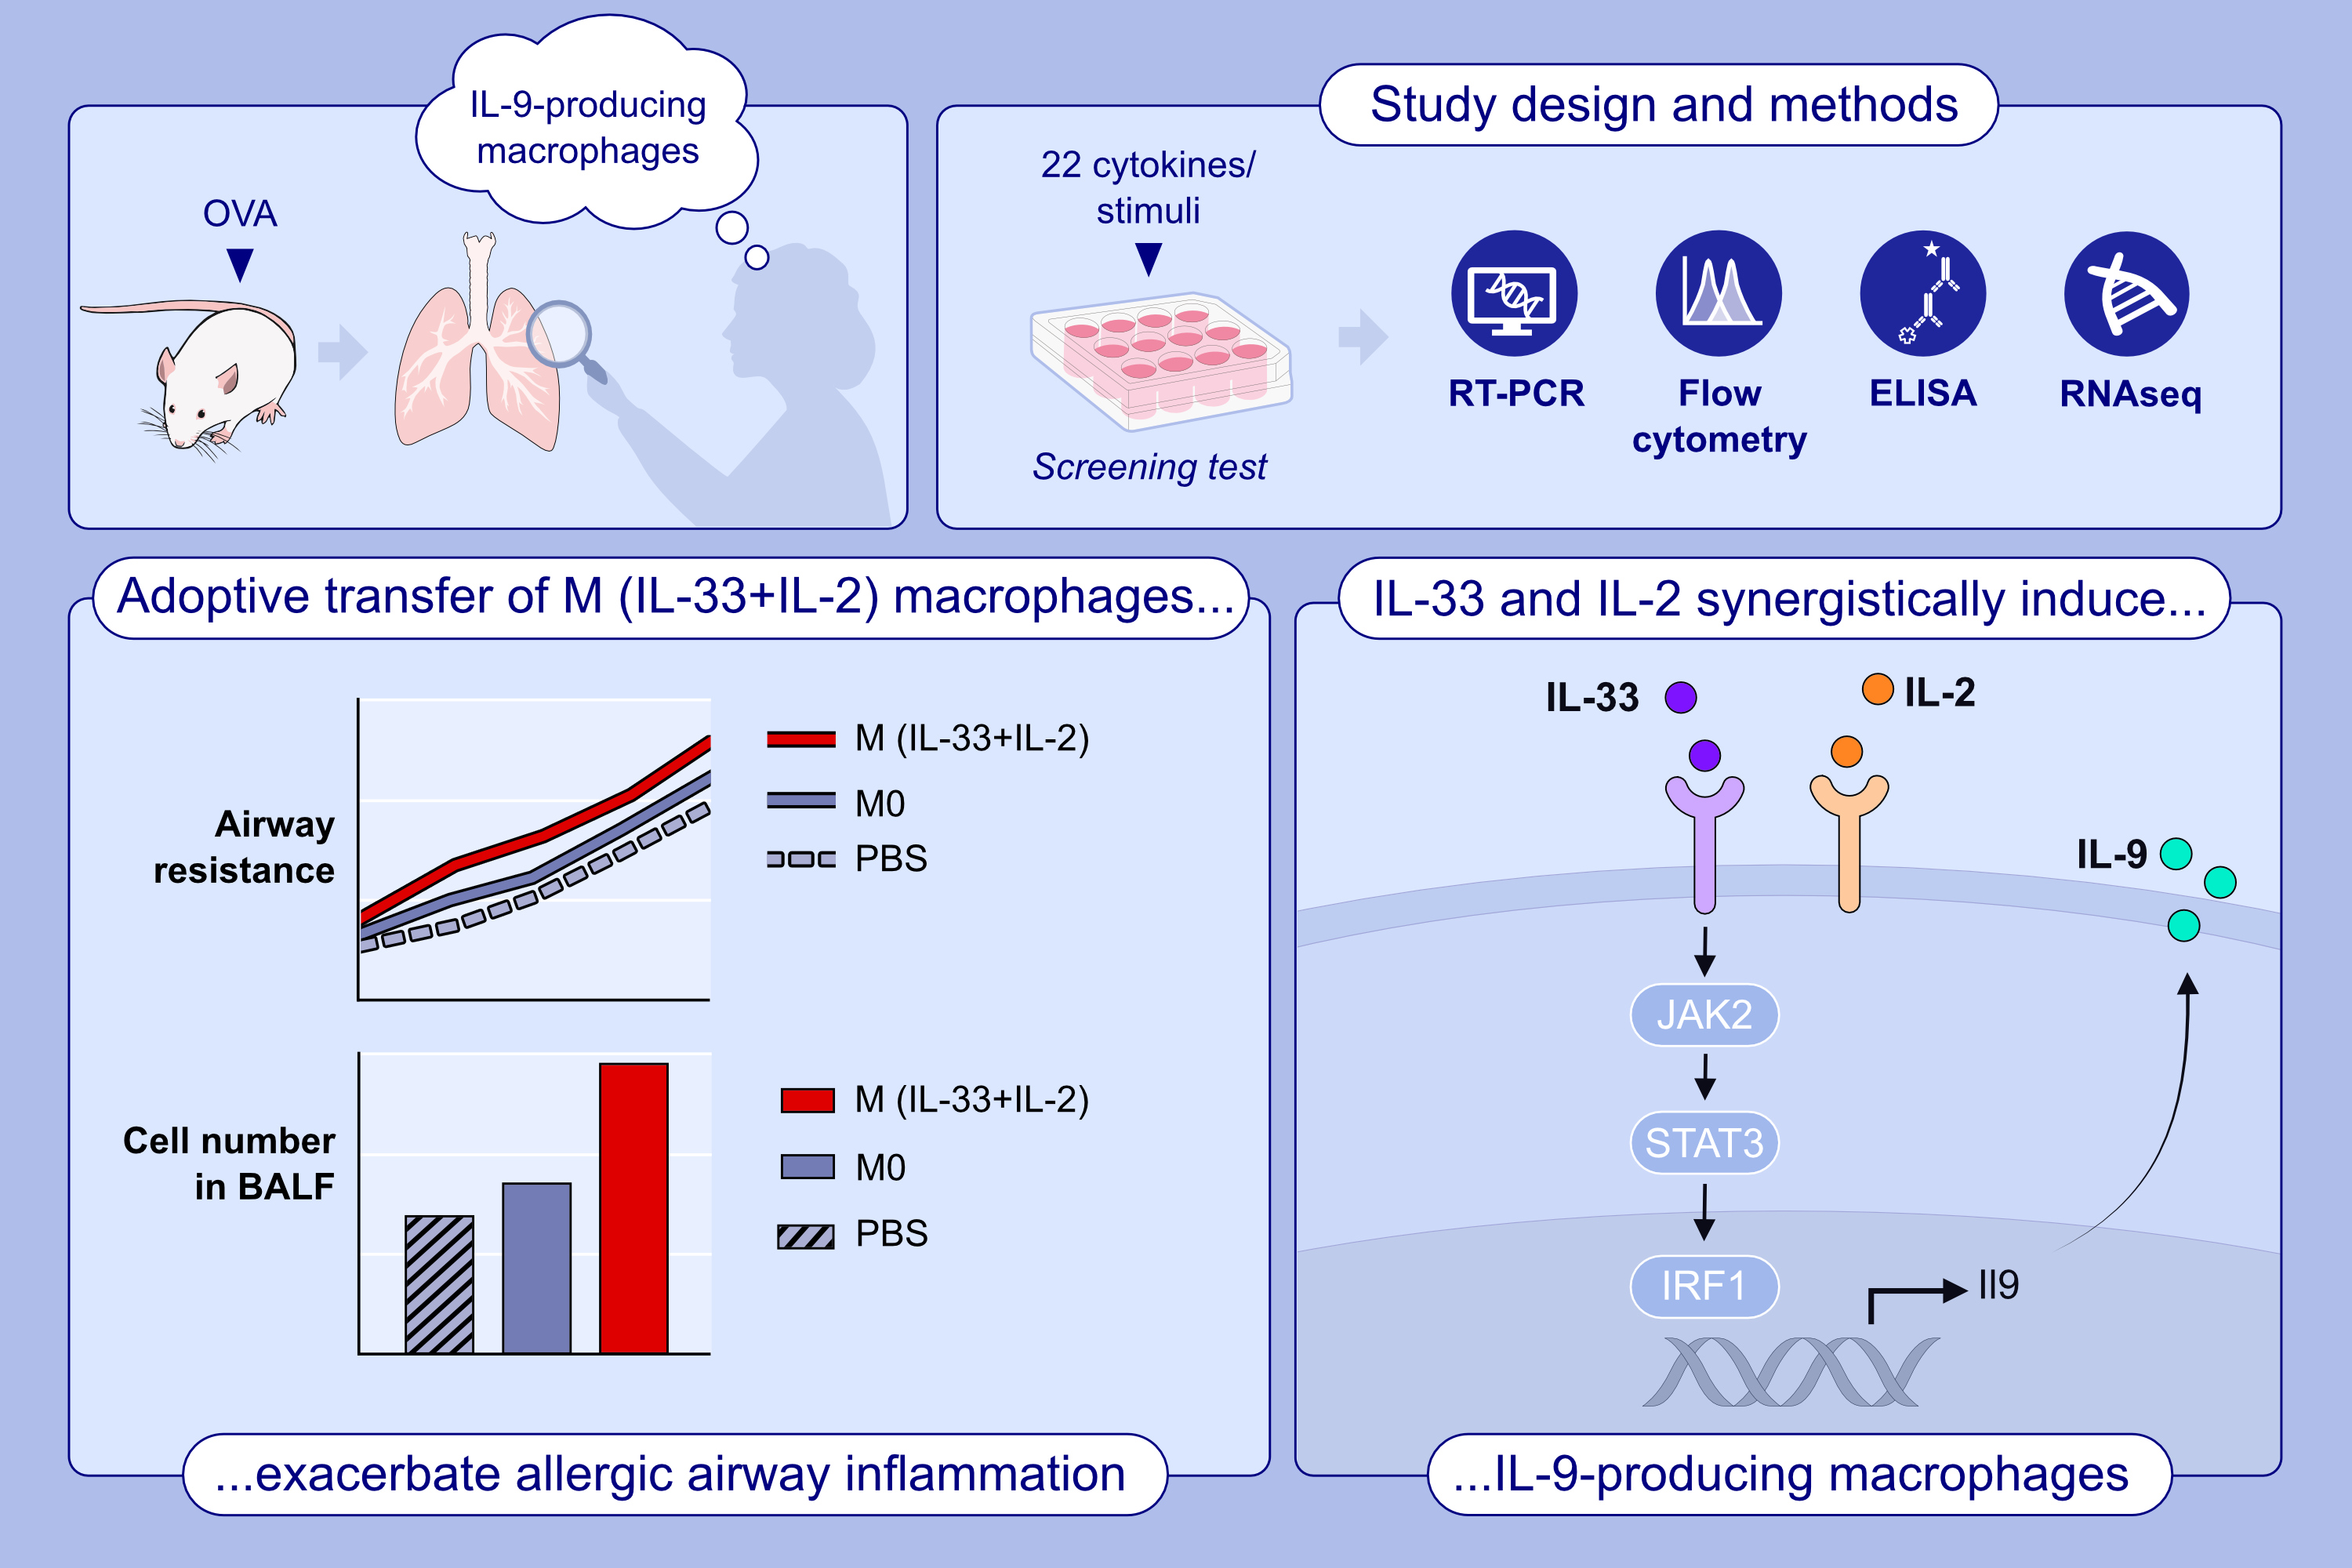 IL-9-producing
macrophages
OVA
Study design and methods
22 cytokines/
stimuli
Screening test
RT-PCR
Flow
cytometry
ELISA
RNAseq
Adoptive transfer of M (IL-33+IL-2) macrophages...
Airway
resistance
M (IL-33+IL-2)
M0
PBS
Cell number
in BALF
M (IL-33+IL-2)
M0
PBS
...exacerbate allergic airway inflammation
IL-33 and IL-2 synergistically induce...
IL-33
IL-2
IL-9
JAK2
STAT3
IRF1
Il9
...IL-9-producing macrophages